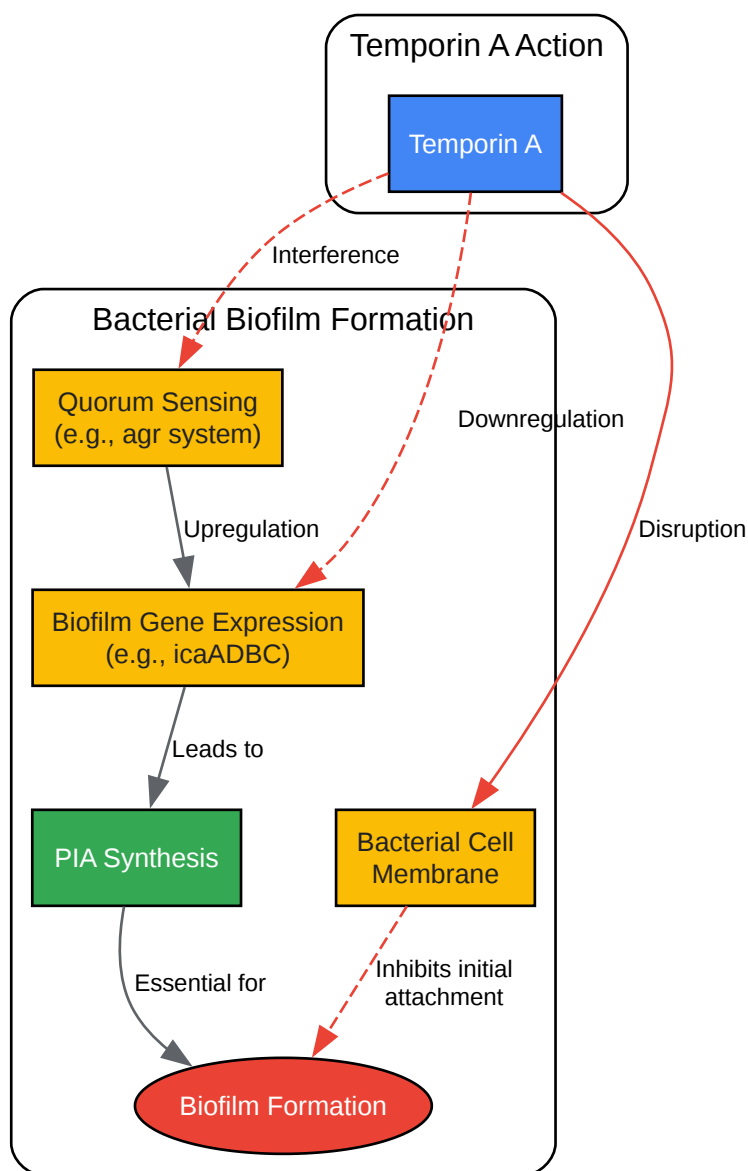 Temporin A Action
Temporin A
Interference
Bacterial Biofilm Formation
Quorum Sensing
(e.g., agr system)
Downregulation
Upregulation
Disruption
Biofilm Gene Expression
(e.g., icaADBC)
Leads to
PIA Synthesis
Bacterial Cell
Membrane
Essential for
Inhibits initial
attachment
Biofilm Formation